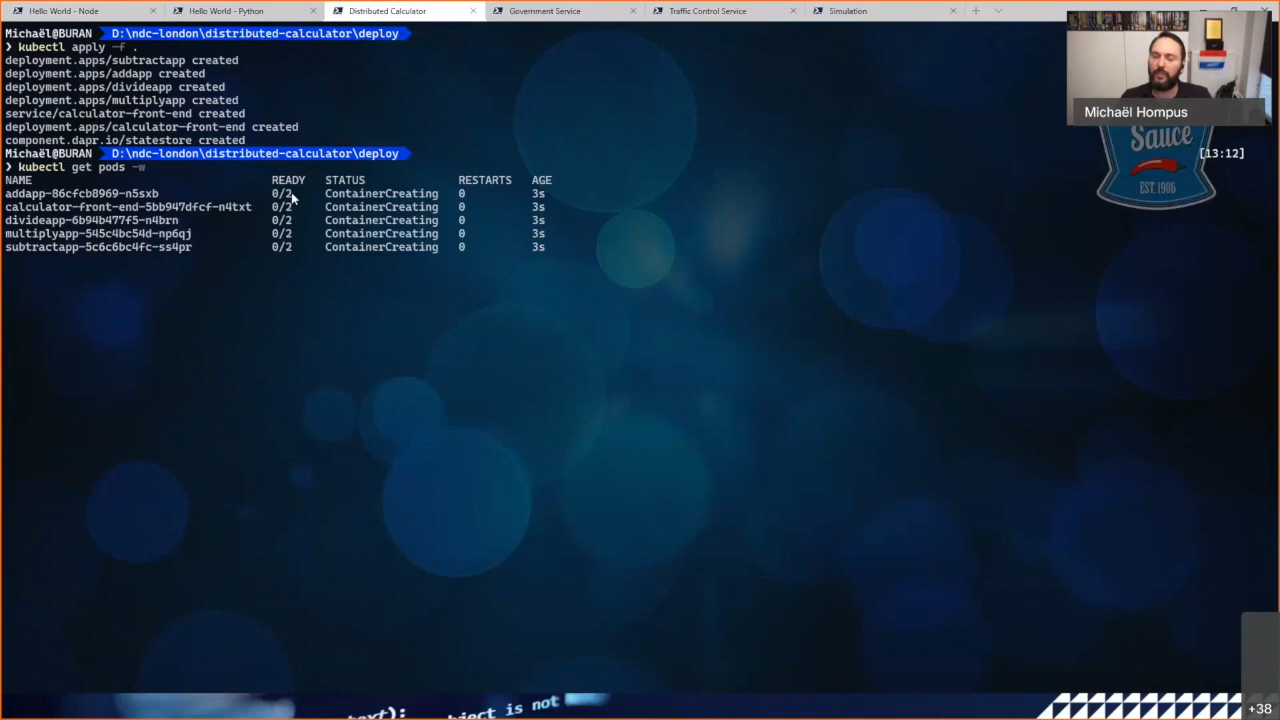 Hello World - Node
Hello World - Python
Distributed Calculator
Government Service
Traffic Control Service
Simulation
Michaël@BURAN D:\ndc-london\distributed-calculator\deploy
❯ kubectl apply -f .
deployment.apps/subtractapp created
deployment.apps/addapp created
deployment.apps/divideapp created
deployment.apps/multiplyapp created
service/calculator-front-end created
deployment.apps/calculator-front-end created
component.dapr.io/statestore created
Michaël@BURAN D:\ndc-london\distributed-calculator\deploy
❯ kubectl get pods -w
NAME READY STATUS RESTARTS AGE
addapp-86cfcb8969-n5sxb 0/2 ContainerCreating 0 3s
calculator-front-end-5bb947dfcf-n4txt 0/2 ContainerCreating 0 3s
divideapp-6b94b477f5-n4brn 0/2 ContainerCreating 0 3s
multiplyapp-545c4bc54d-np6qj 0/2 ContainerCreating 0 3s
subtractapp-5c6c6bc4fc-ss4pr 0/2 ContainerCreating 0 3s
Michaël Hompus
Sauce
EST. 1986
[13:12]
text):
bject is not
+38